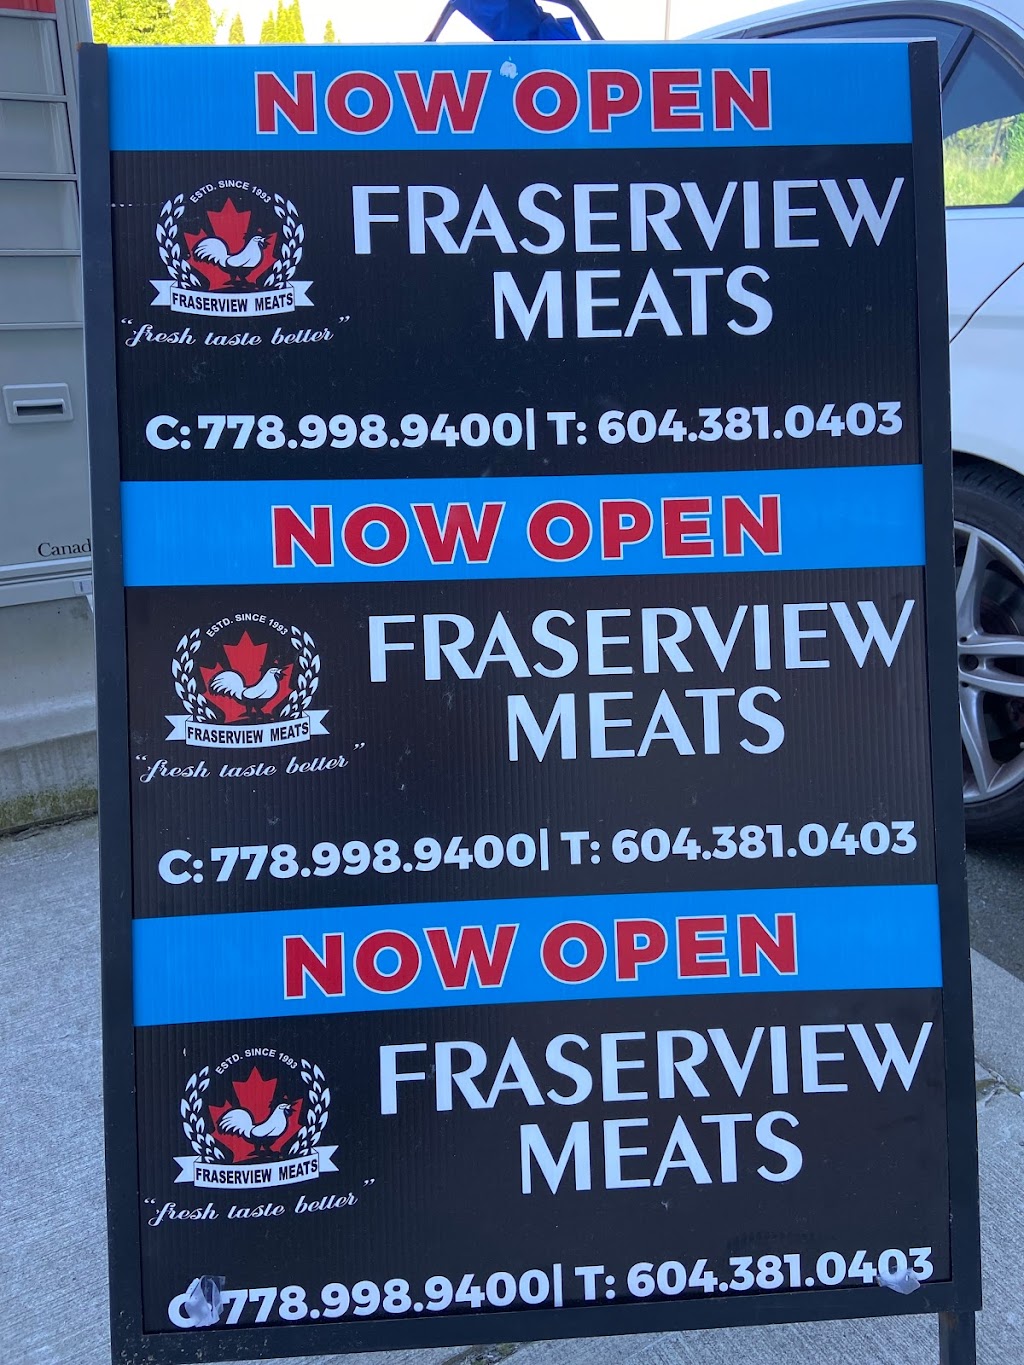 NOW OPEN
ESTD. SINCE 1993
FRASERVIEW MEATS
"fresh taste better"
FRASERVIEW
MEATS
C: 778.998.9400| T: 604.381.0403
Canad
NOW OPEN
ESTD. SINCE 1993
FRASERVIEW MEATS
"fresh taste better"
FRASERVIEW
MEATS
C: 778.998.9400| T: 604.381.0403
NOW OPEN
ESTD. SINCE 1993
FRASERVIEW MEATS
"fresh taste better"
FRASERVIEW
MEATS
C: 778.998.9400| T: 604.381.0403